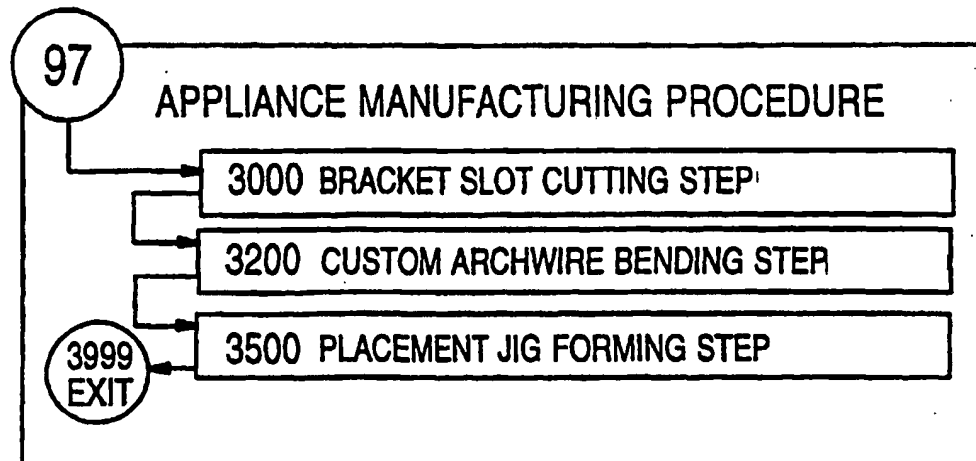 97
APPLIANCE MANUFACTURING PROCEDURE
3000 BRACKET SLOT CUTTING STEP
3200 CUSTOM ARCHWIRE BENDING STEP
3500 PLACEMENT JIG FORMING STEP
3999
EXIT